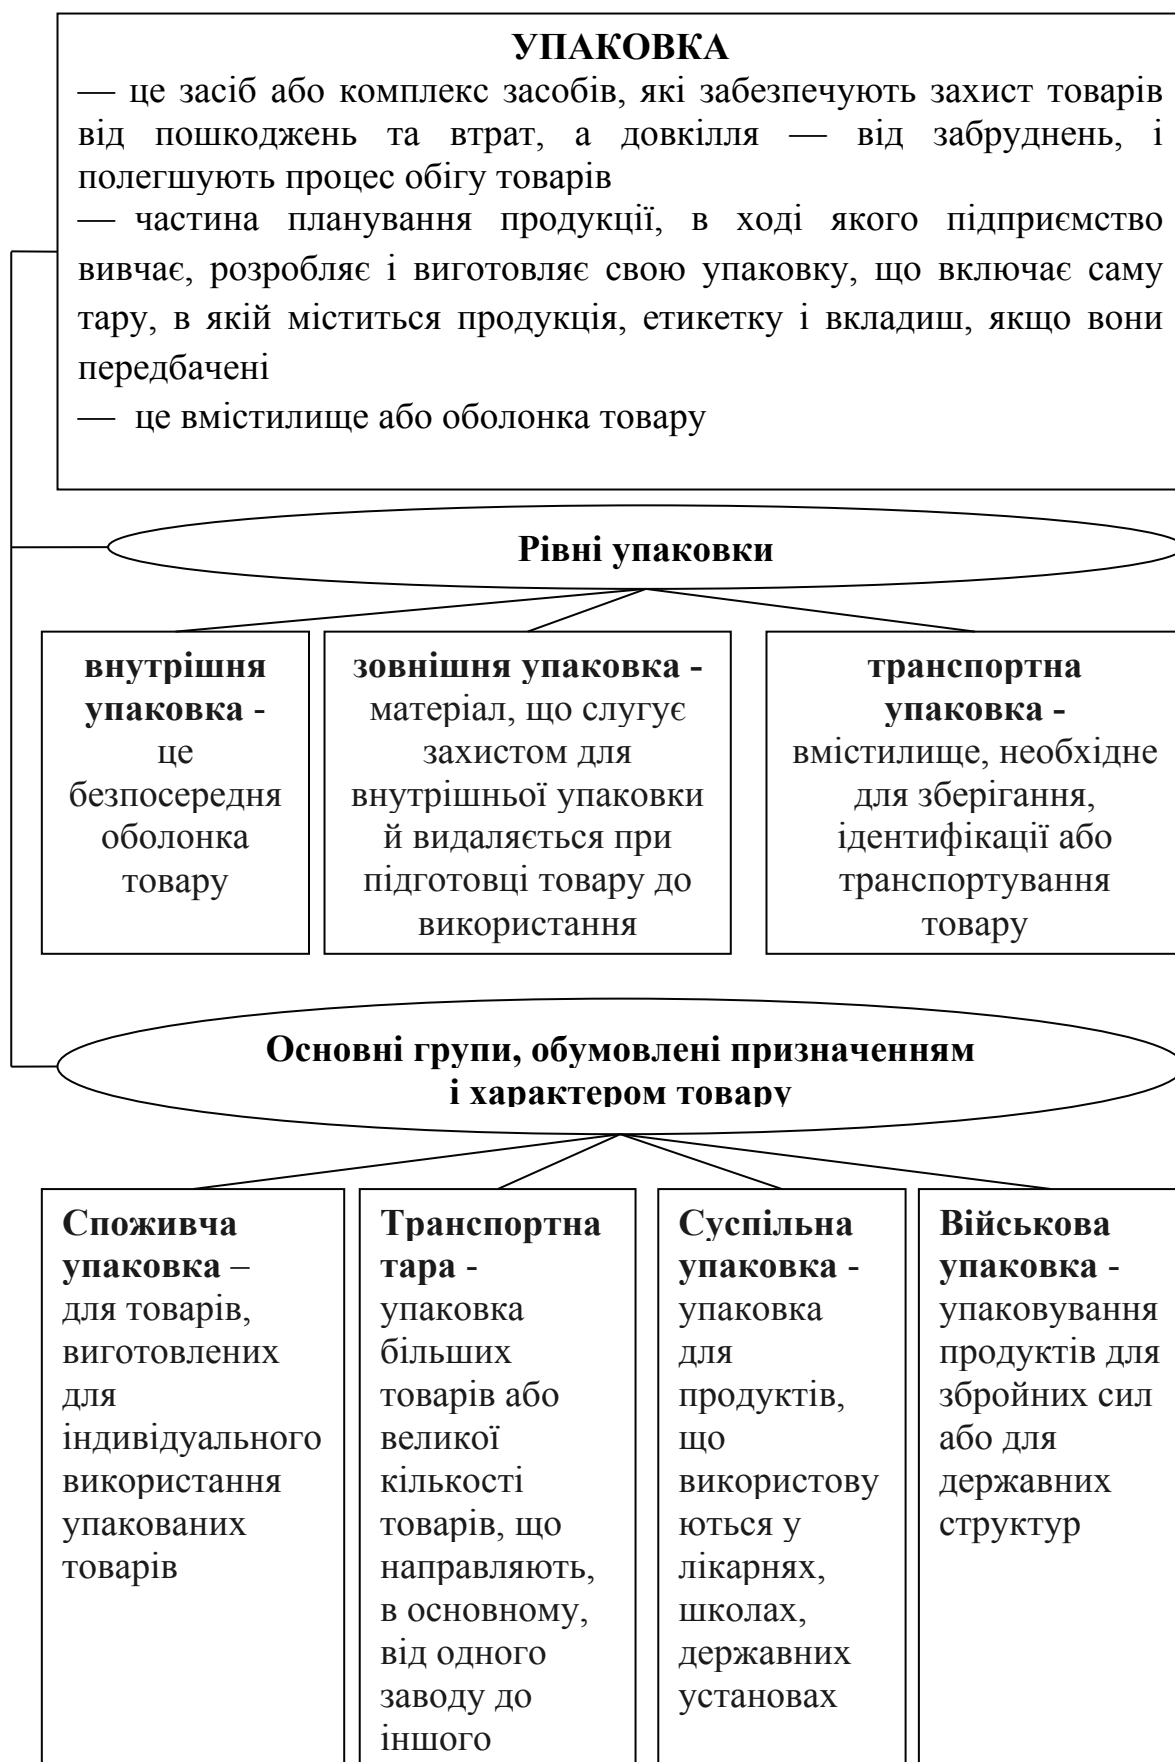 УПАКОВКА
— це засіб або комплекс засобів, які забезпечують захист товарів
від пошкоджень та втрат, а довкілля — від забруднень, і
полегшують процес обігу товарів
— частина планування продукції, в ході якого підприємство
вивчає, розробляє і виготовляє свою упаковку, що включає саму
тару, в якій міститься продукція, етикетку і вкладиш, якщо вони
передбачені
— це вмістилище або оболонка товару
Рівні упаковки
внутрішня
упаковка -
це
безпосередня
оболонка
товару
зовнішня упаковка -
матеріал, що слугує
захистом для
внутрішньої упаковки
й видаляється при
підготовці товару до
використання
транспортна
упаковка -
вмістилище, необхідне
для зберігання,
ідентифікації або
транспортування
товару
Основні групи, обумовлені призначенням
і характером товару
Споживча
упаковка –
для товарів,
виготовлених
для
індивідуального
використання
упакованих
товарів
Транспортна
тара -
упаковка
більших
товарів або
великої
кількості
товарів, що
направляють,
в основному,
від одного
заводу до
іншого
Суспільна
упаковка -
упаковка
для
продуктів,
що
використову
ються у
лікарнях,
школах,
державних
установах
Військова
упаковка -
упаковування
продуктів для
збройних сил
або для
державних
структур